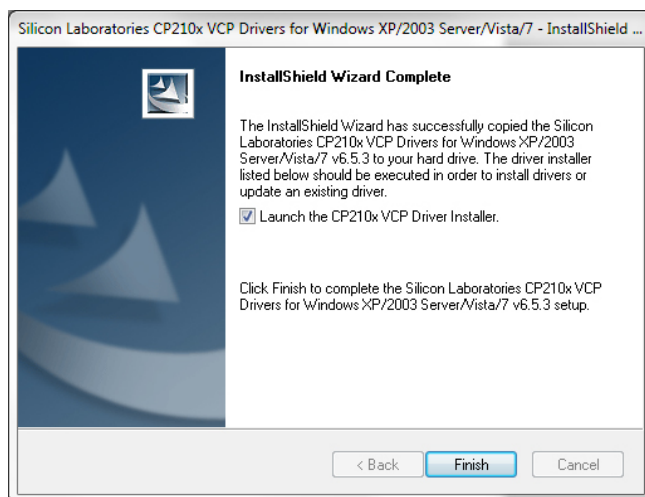 Silicon Laboratories CP210x VCP Drivers for Windows XP/2003 Server/Vista/7 - InstallShield ...
InstallShield Wizard Complete
The InstallShield Wizard has successfully copied the Silicon
Laboratories CP210x VCP Drivers for Windows XP/2003
Server/Vista/7 v6.5.3 to your hard drive. The driver installer
listed below should be executed in order to install drivers or
update an existing driver.
Launch the CP210x VCP Driver Installer.
Click Finish to complete the Silicon Laboratories CP210x VCP
Drivers for Windows XP/2003 Server/Vista/7 v6.5.3 setup.
< Back Finish Cancel